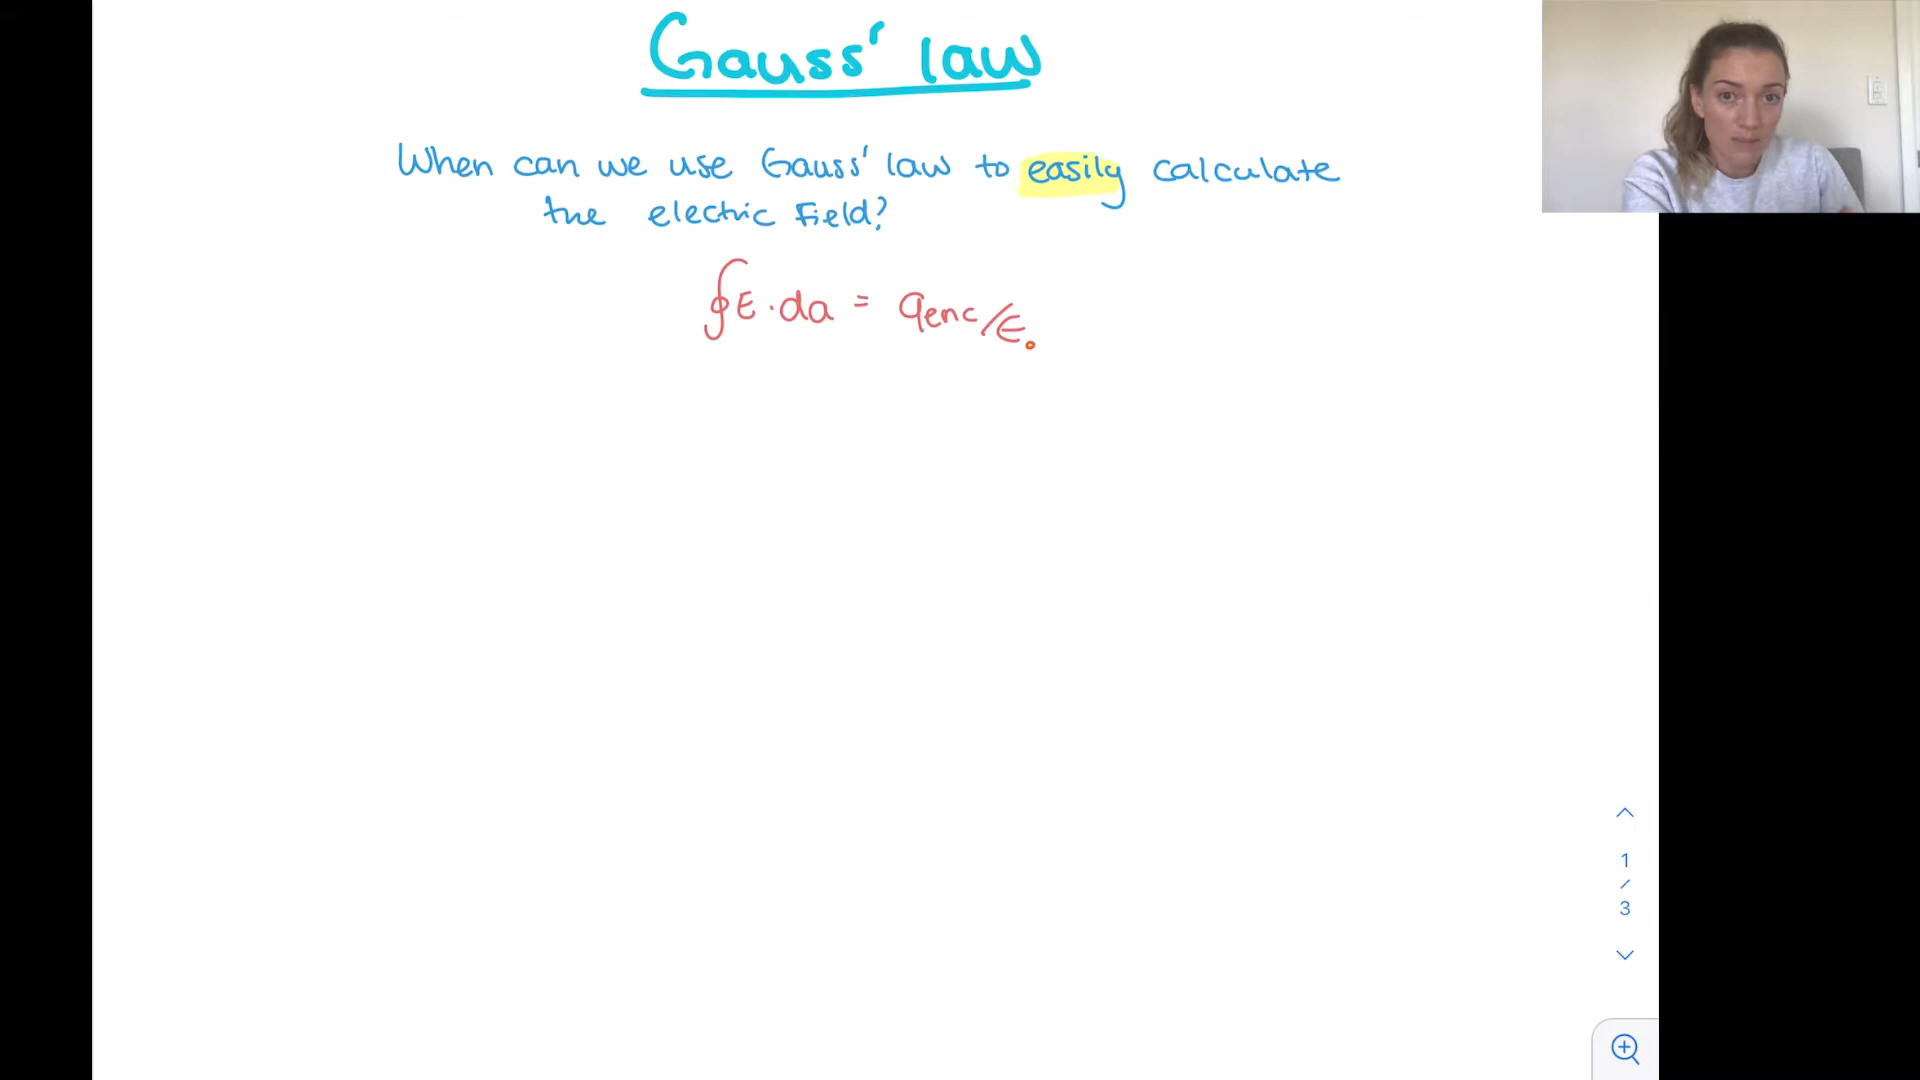 Gauss' law
When can we use Gauss' law to easily calculate
the electric field?
∮E · da = qenc/ε₀
1
/
3